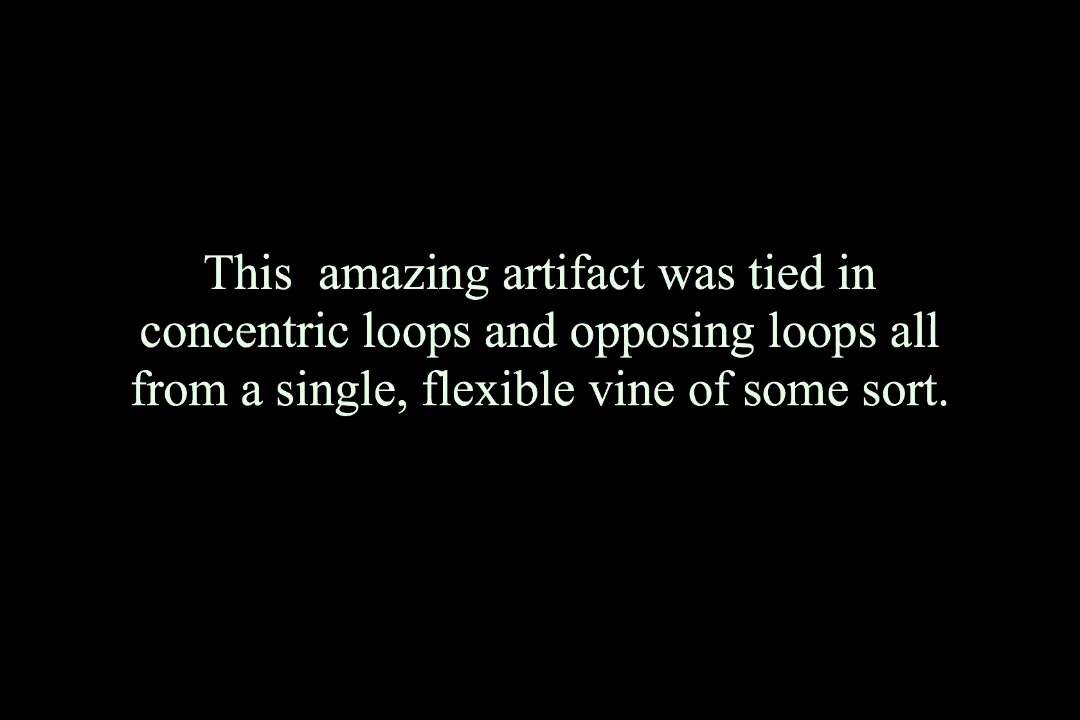 This  amazing artifact was tied in
concentric loops and opposing loops all
from a single, flexible vine of some sort.